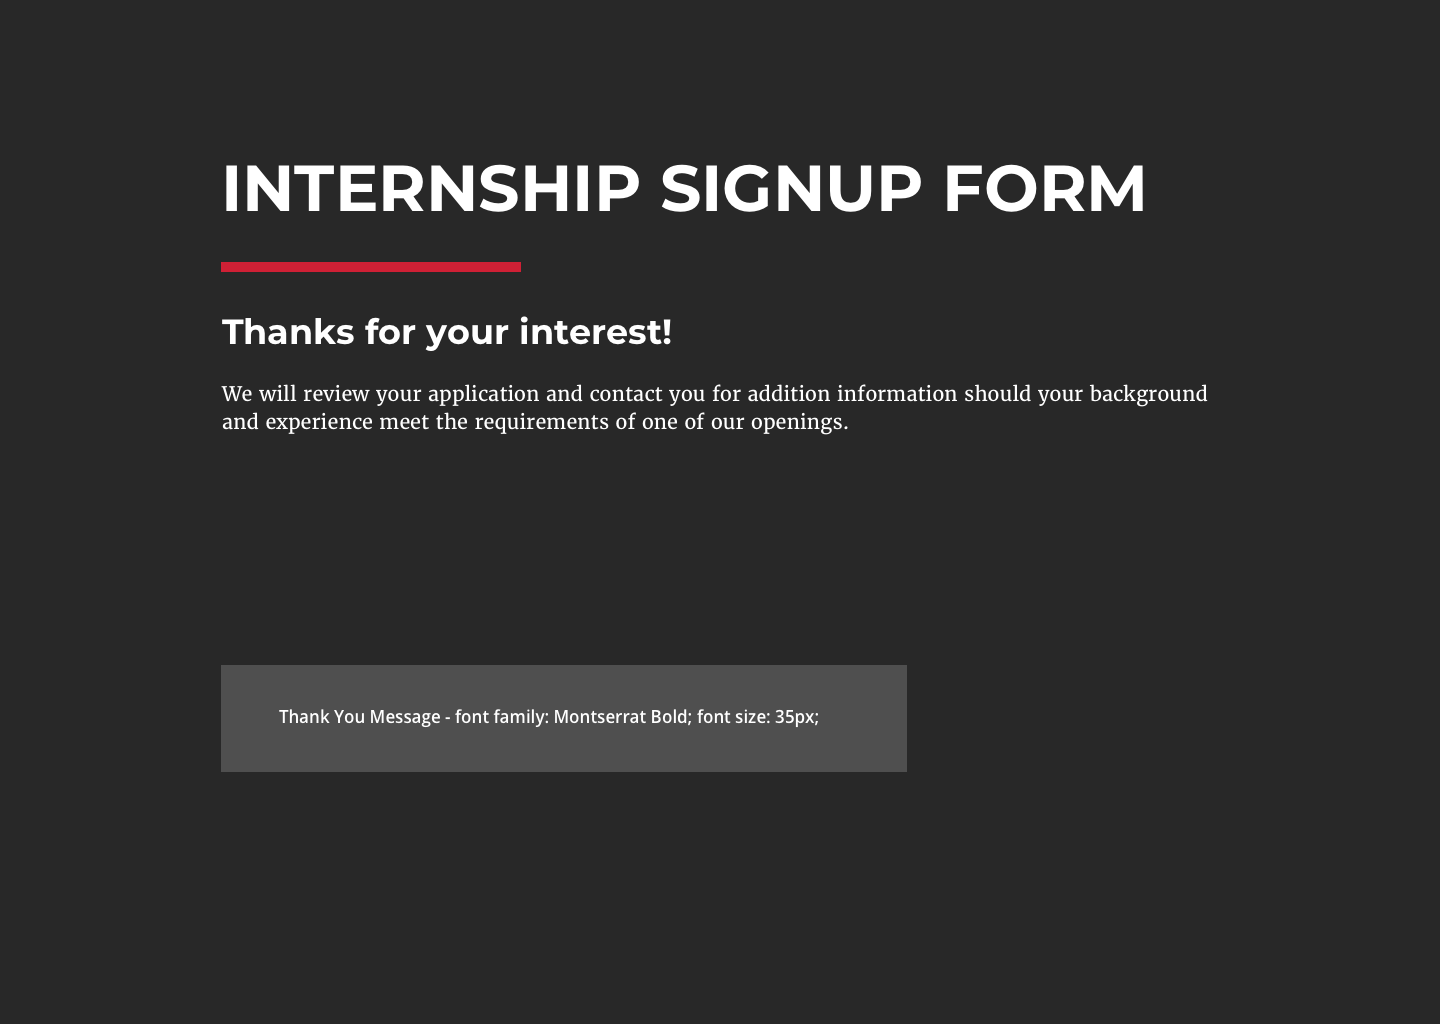 INTERNSHIP SIGNUP FORM
Thanks for your interest!
We will review your application and contact you for addition information should your background
and experience meet the requirements of one of our openings.
Thank You Message - font family: Montserrat Bold; font size: 35px;